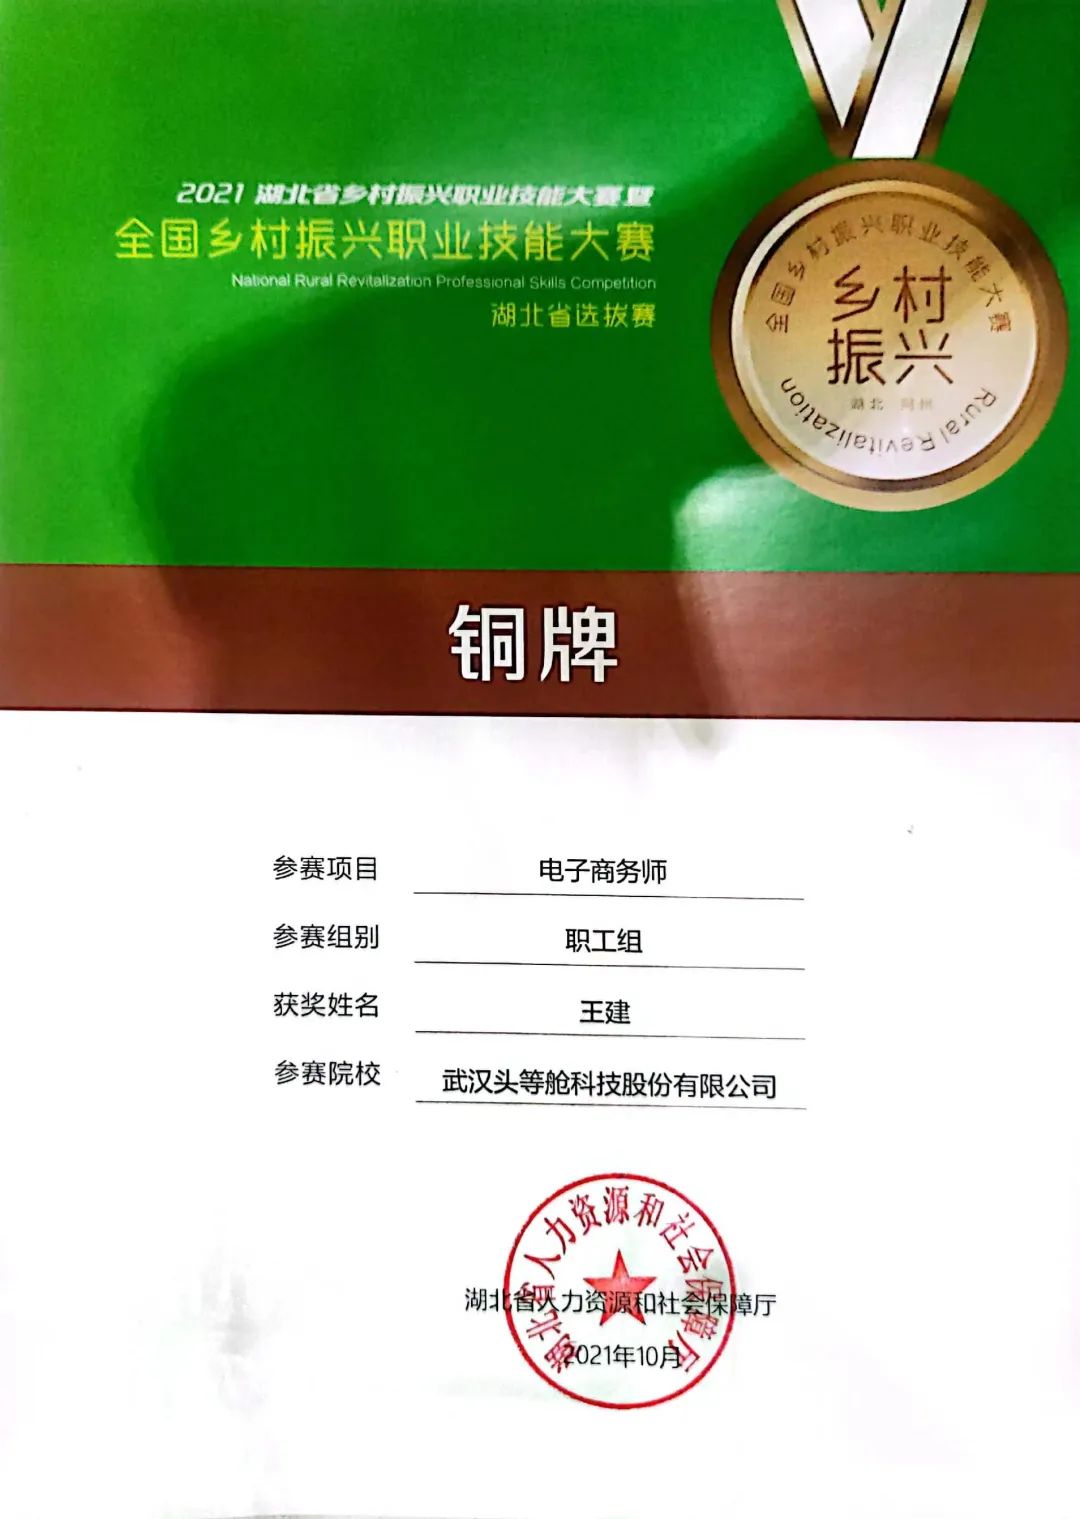 2021 湖北省乡村振兴职业技能大赛暨
全国乡村振兴职业技能大赛
National Rural Revitalization Professional Skills Competition
湖北省选拔赛
全国乡村振兴职业技能大赛
乡村
振兴
湖北 荆州
Rural Revitalization
铜牌
参赛项目 电子商务师
参赛组别 职工组
获奖姓名 王建
参赛院校 武汉头等舱科技股份有限公司
湖北省人力资源和社会保障厅
湖北省人力资源和社会保障厅
2021年10月